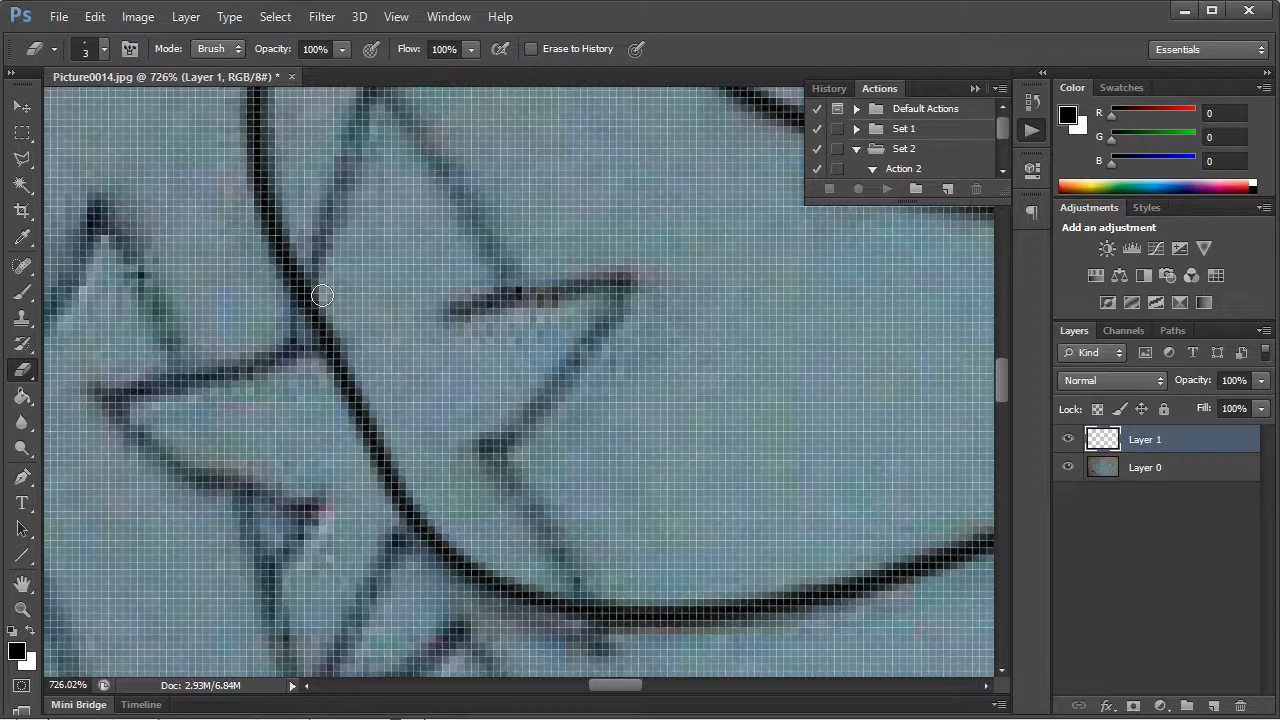 Ps File Edit Image Layer Type Select Filter 3D View Window Help
3 Mode: Brush Opacity: 100% Flow: 100% Erase to History Essentials
Picture0014.jpg @ 726% (Layer 1, RGB/8#) * ×
History Actions
Default Actions
Set 1
Set 2
Action 2
Color Swatches
R 0
G 0
B 0
Adjustments Styles
Add an adjustment
Layers Channels Paths
Kind
Normal Opacity: 100%
Lock: Fill: 100%
Layer 1
Layer 0
726.02% Doc: 2.93M/6.84M
Mini Bridge Timeline